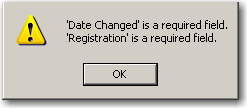 'Date Changed' is a required field.
'Registration' is a required field.
OK